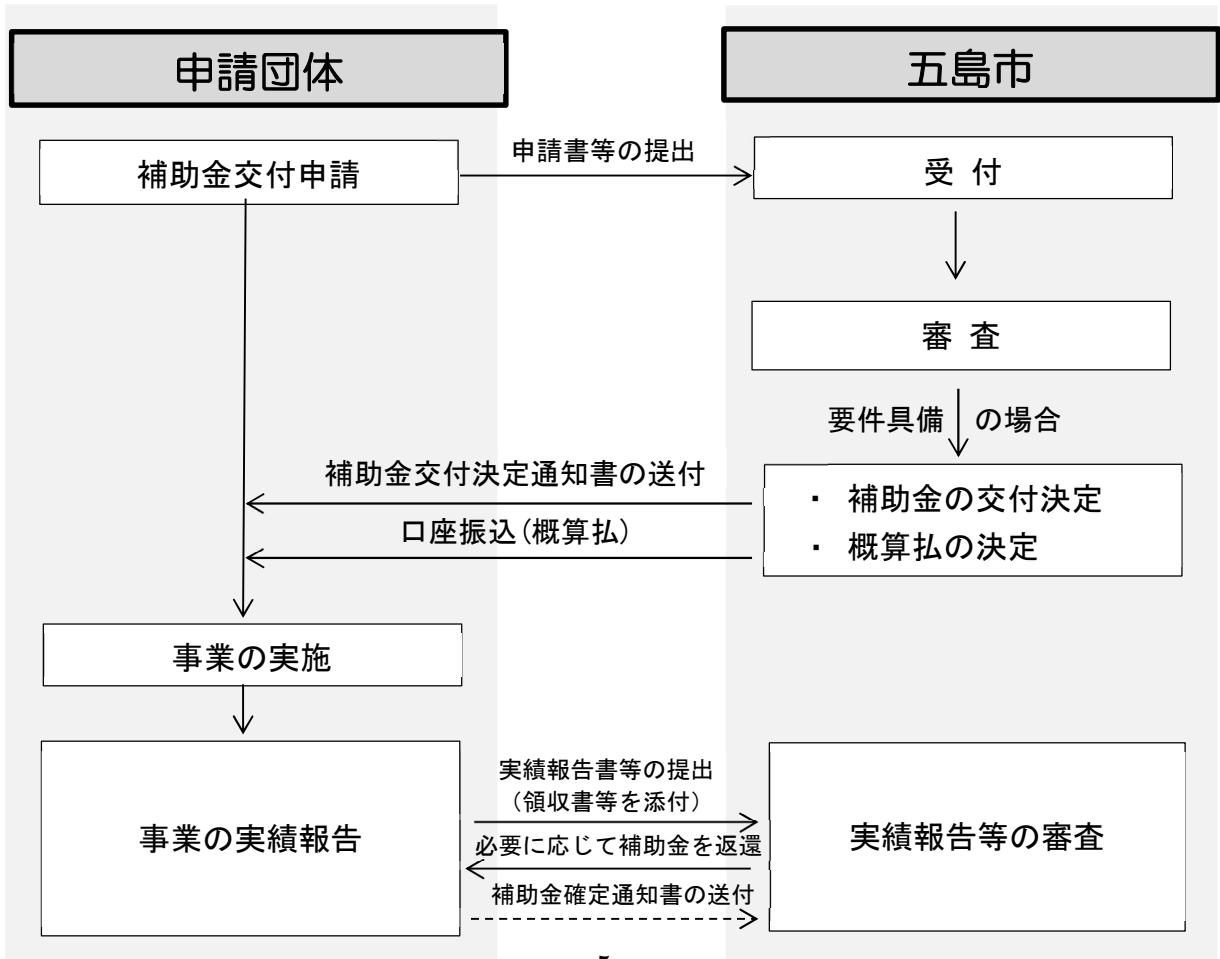 申請団体
五島市
補助金交付申請
申請書等の提出
受 付
審 査
要件具備 の場合
補助金交付決定通知書の送付
口座振込(概算払)
・ 補助金の交付決定
・ 概算払の決定
事業の実施
事業の実績報告
実績報告書等の提出
(領収書等を添付)
必要に応じて補助金を返還
補助金確定通知書の送付
実績報告等の審査